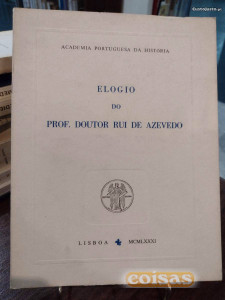 ACADEMIA PORTUGUESA DA HISTÓRIA
ELOGIO
DO
PROF. DOUTOR RUI DE AZEVEDO
LISBOA MCMLXXXI
coisas